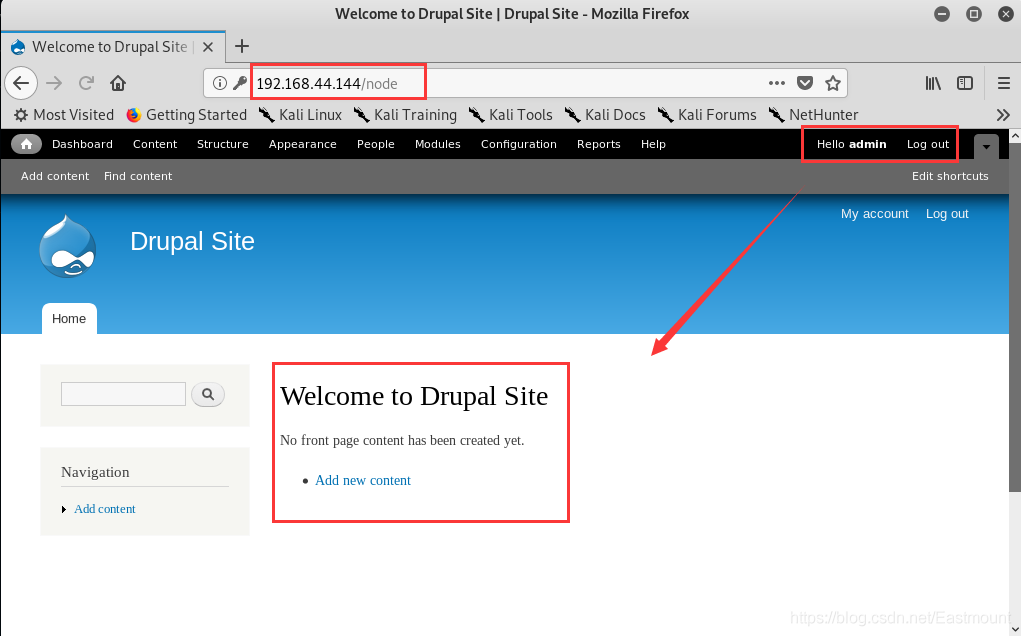 Welcome to Drupal Site | Drupal Site - Mozilla Firefox
Welcome to Drupal Site |
192.168.44.144/node
Most Visited Getting Started Kali Linux Kali Training Kali Tools Kali Docs Kali Forums NetHunter
Dashboard Content Structure Appearance People Modules Configuration Reports Help Hello admin Log out
Add content Find content Edit shortcuts
My account Log out
Drupal Site
Home
Welcome to Drupal Site
No front page content has been created yet.
Add new content
Navigation
Add content
https://blog.csdn.net/Eastmount